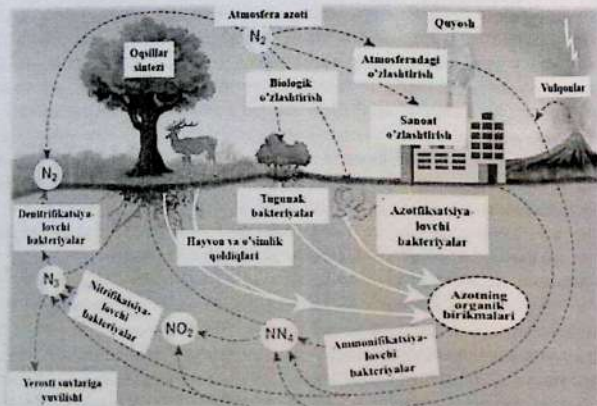 Atmosfera azoti
N₂
Quyosh
Oqsillar
sintezi
Atmosferadagi
o'zlashtirish
Biologik
o'zlashtirish
Vulqonlar
Sanoat
o'zlashtirish
N₂
Tugunak
bakteriyalar
Azotfiksatsiya-
lovchi
bakteriyalar
Denitrifikatsiya-
lovchi
bakteriyalar
Hayvon va o'simlik
qoldiqlari
N₃
Nitrifikatsiya-
lovchi
bakteriyalar
NO₂
NN₄
Azotning
organik
birikmalari
Ammonifikatsiya-
lovchi
bakteriyalar
Yerosti suvlariga
yuvilishi